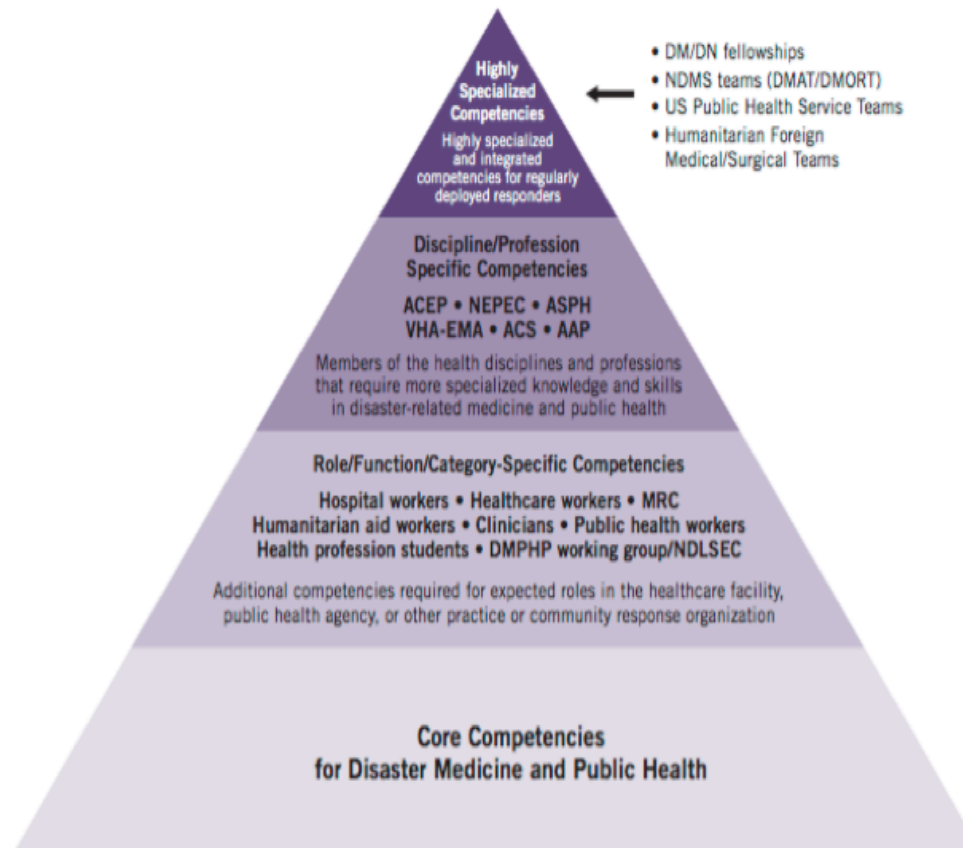 Highly
Specialized
Competencies
Highly specialized
and integrated
competencies for regularly
deployed responders
• DM/DN fellowships
• NDMS teams (DMAT/DMORT)
• US Public Health Service Teams
• Humanitarian Foreign
Medical/Surgical Teams
Discipline/Profession
Specific Competencies
ACEP • NEPEC • ASPH
VHA-EMA • ACS • AAP
Members of the health disciplines and professions
that require more specialized knowledge and skills
in disaster-related medicine and public health
Role/Function/Category-Specific Competencies
Hospital workers • Healthcare workers • MRC
Humanitarian aid workers • Clinicians • Public health workers
Health profession students • DMPHP working group/NDLSEC
Additional competencies required for expected roles in the healthcare facility,
public health agency, or other practice or community response organization
Core Competencies
for Disaster Medicine and Public Health